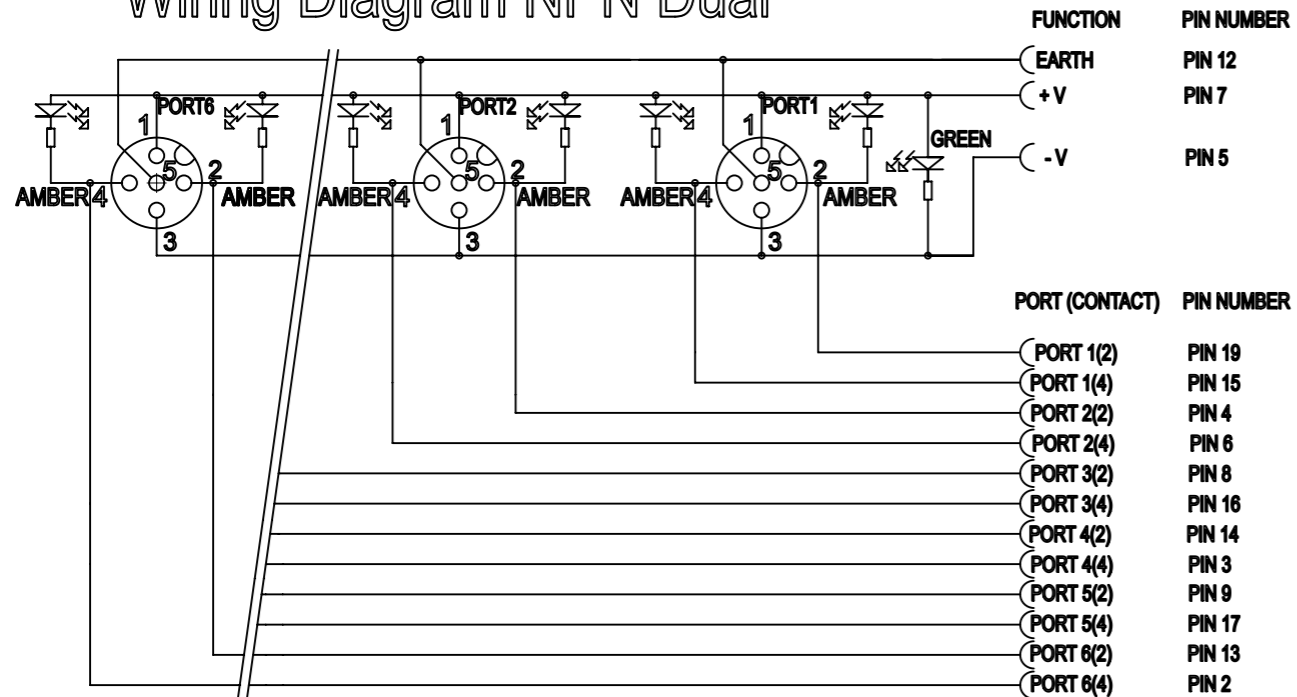 Wiring Diagram NPN Dual
FUNCTION PIN NUMBER
EARTH PIN 12
+ V PIN 7
- V PIN 5
PORT6 PORT2 PORT1
GREEN
1 1 1
5 2 5 2 5 2
AMBER 4 AMBER AMBER 4 AMBER AMBER 4 AMBER
3 3 3
PORT (CONTACT) PIN NUMBER
PORT 1(2) PIN 19
PORT 1(4) PIN 15
PORT 2(2) PIN 4
PORT 2(4) PIN 6
PORT 3(2) PIN 8
PORT 3(4) PIN 16
PORT 4(2) PIN 14
PORT 4(4) PIN 3
PORT 5(2) PIN 9
PORT 5(4) PIN 17
PORT 6(2) PIN 13
PORT 6(4) PIN 2